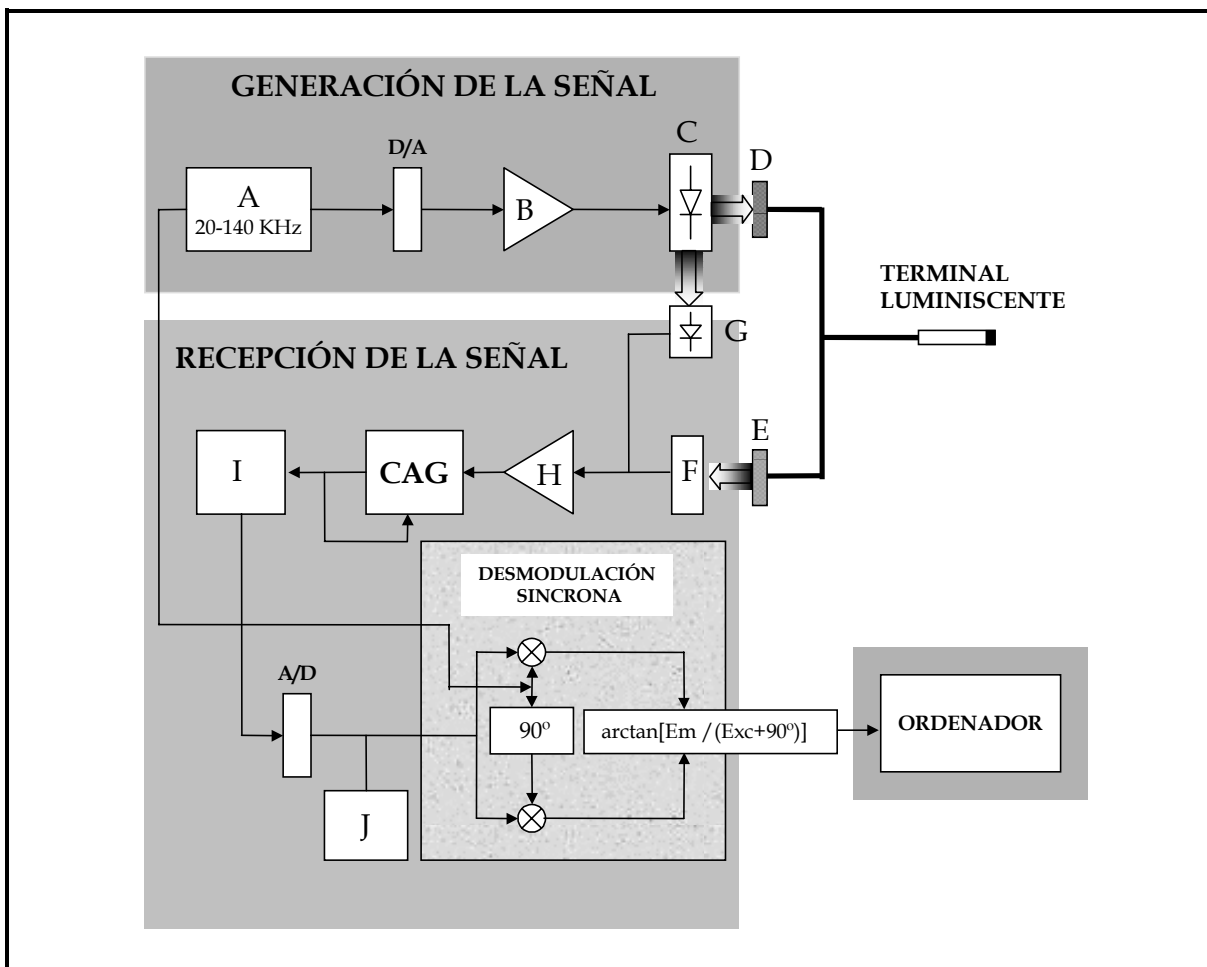 GENERACIÓN DE LA SEÑAL
C
D
D/A
A
20-140 KHz
B
TERMINAL
LUMINISCENTE
G
RECEPCIÓN DE LA SEÑAL
E
I
CAG
H
F
DESMODULACIÓN
SINCRONA
A/D
90º
arctan[Em /(Exc+90º)]
ORDENADOR
J